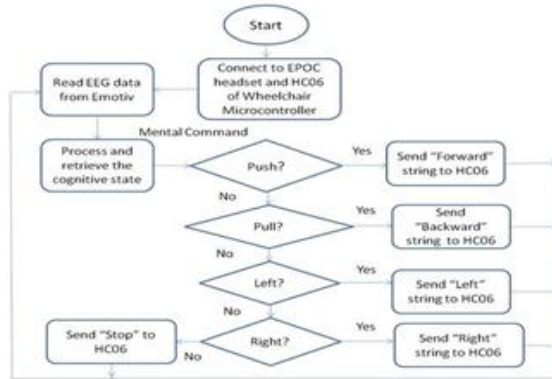 Start
Connect to EPOC
headset and HC06
of Wheelchair
Microcontroller
Read EEG data
from Emotiv
Process and
retrieve the
cognitive state
Mental Command
Push?
Yes
Send "Forward"
string to HC06
No
Pull?
Yes
Send
"Backward"
string to HC06
No
Left?
Yes
Send "Left"
string to HC06
No
Right?
Yes
Send "Right"
string to HC06
No
Send "Stop" to
HC06